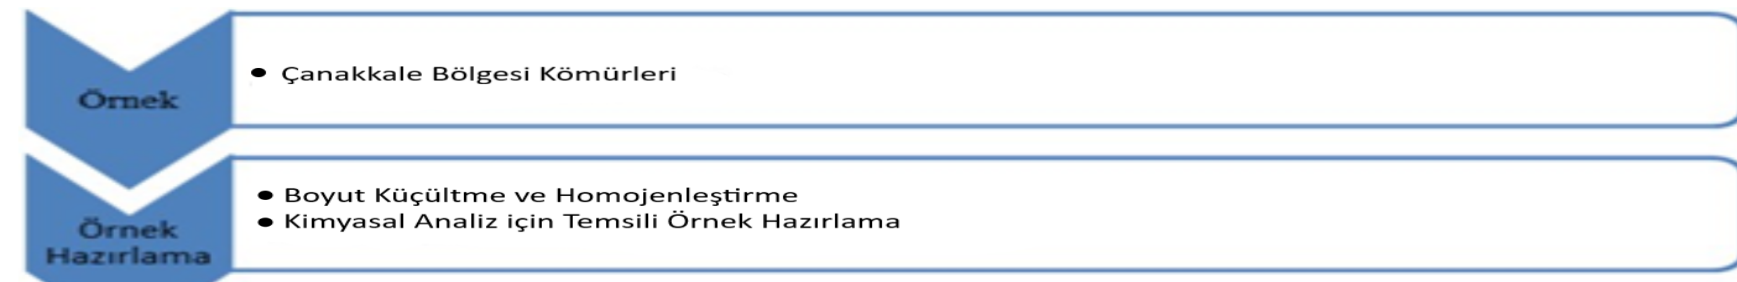 Örnek
● Çanakkale Bölgesi Kömürleri
Örnek
Hazırlama
● Boyut Küçültme ve Homojenleştirme
● Kimyasal Analiz için Temsili Örnek Hazırlama